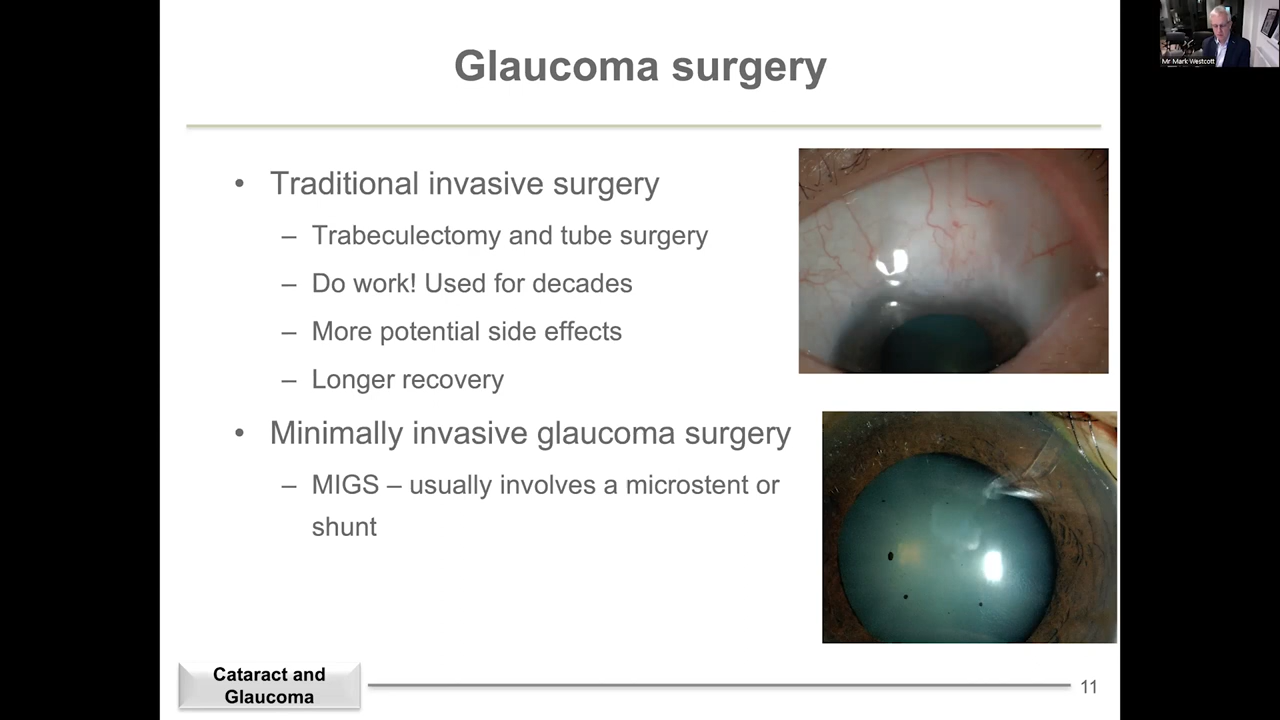 Glaucoma surgery
• Traditional invasive surgery
– Trabeculectomy and tube surgery
– Do work! Used for decades
– More potential side effects
– Longer recovery
• Minimally invasive glaucoma surgery
– MIGS – usually involves a microstent or
shunt
Cataract and
Glaucoma
11
Mr Mark Westcott